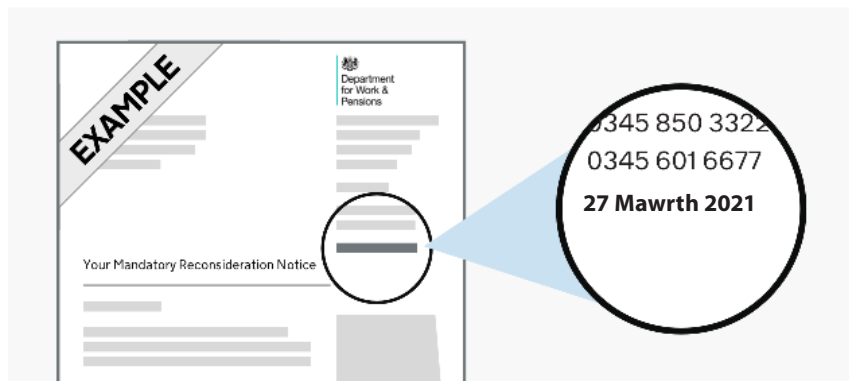 EXAMPLE
Department
for Work &
Pensions
Your Mandatory Reconsideration Notice
0345 850 3322
0345 601 6677
27 Mawrth 2021